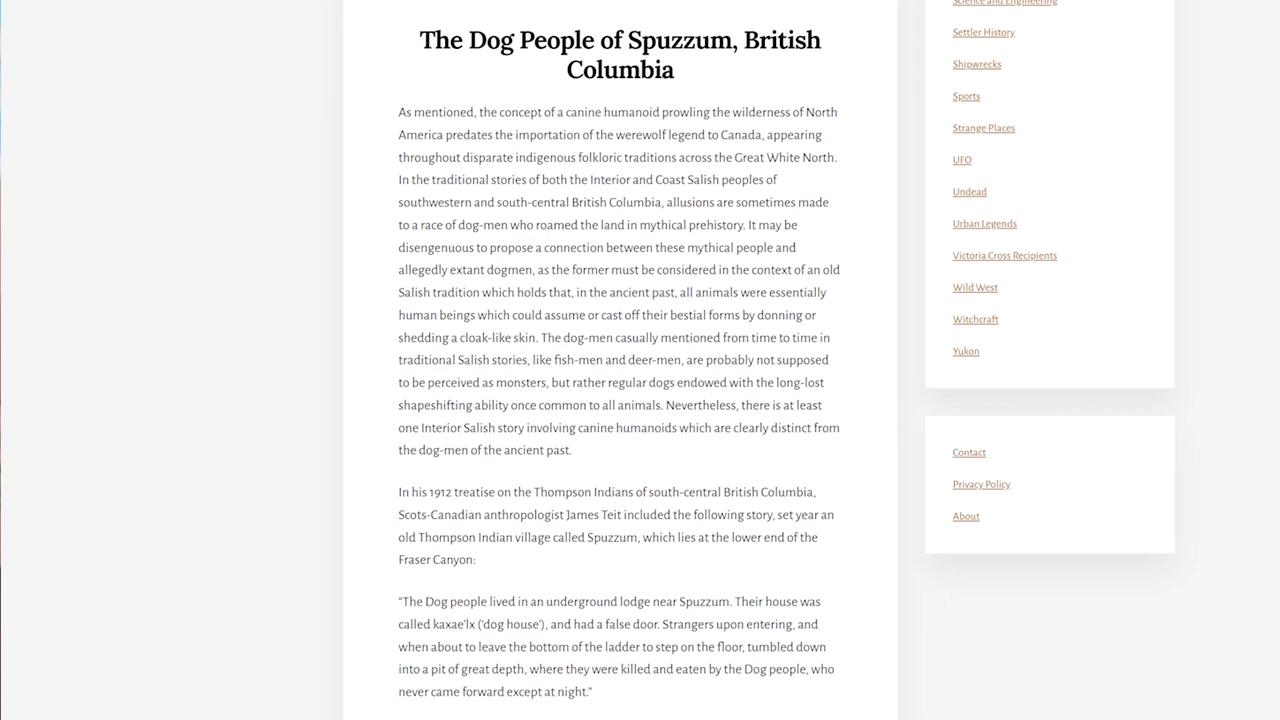 The Dog People of Spuzzum, British
Columbia
As mentioned, the concept of a canine humanoid prowling the wilderness of North
America predates the importation of the werewolf legend to Canada, appearing
throughout disparate indigenous folkloric traditions across the Great White North.
In the traditional stories of both the Interior and Coast Salish peoples of
southwestern and south-central British Columbia, allusions are sometimes made
to a race of dog-men who roamed the land in mythical prehistory. It may be
disengenuous to propose a connection between these mythical people and
allegedly extant dogmen, as the former must be considered in the context of an old
Salish tradition which holds that, in the ancient past, all animals were essentially
human beings which could assume or cast off their bestial forms by donning or
shedding a cloak-like skin. The dog-men casually mentioned from time to time in
traditional Salish stories, like fish-men and deer-men, are probably not supposed
to be perceived as monsters, but rather regular dogs endowed with the long-lost
shapeshifting ability once common to all animals. Nevertheless, there is at least
one Interior Salish story involving canine humanoids which are clearly distinct from
the dog-men of the ancient past.
In his 1912 treatise on the Thompson Indians of south-central British Columbia,
Scots-Canadian anthropologist James Teit included the following story, set year an
old Thompson Indian village called Spuzzum, which lies at the lower end of the
Fraser Canyon:
“The Dog people lived in an underground lodge near Spuzzum. Their house was
called kaxae’lx (‘dog house’), and had a false door. Strangers upon entering, and
when about to leave the bottom of the ladder to step on the floor, tumbled down
into a pit of great depth, where they were killed and eaten by the Dog people, who
never came forward except at night.”
Science and Engineering
Settler History
Shipwrecks
Sports
Strange Places
UFO
Undead
Urban Legends
Victoria Cross Recipients
Wild West
Witchcraft
Yukon
Contact
Privacy Policy
About